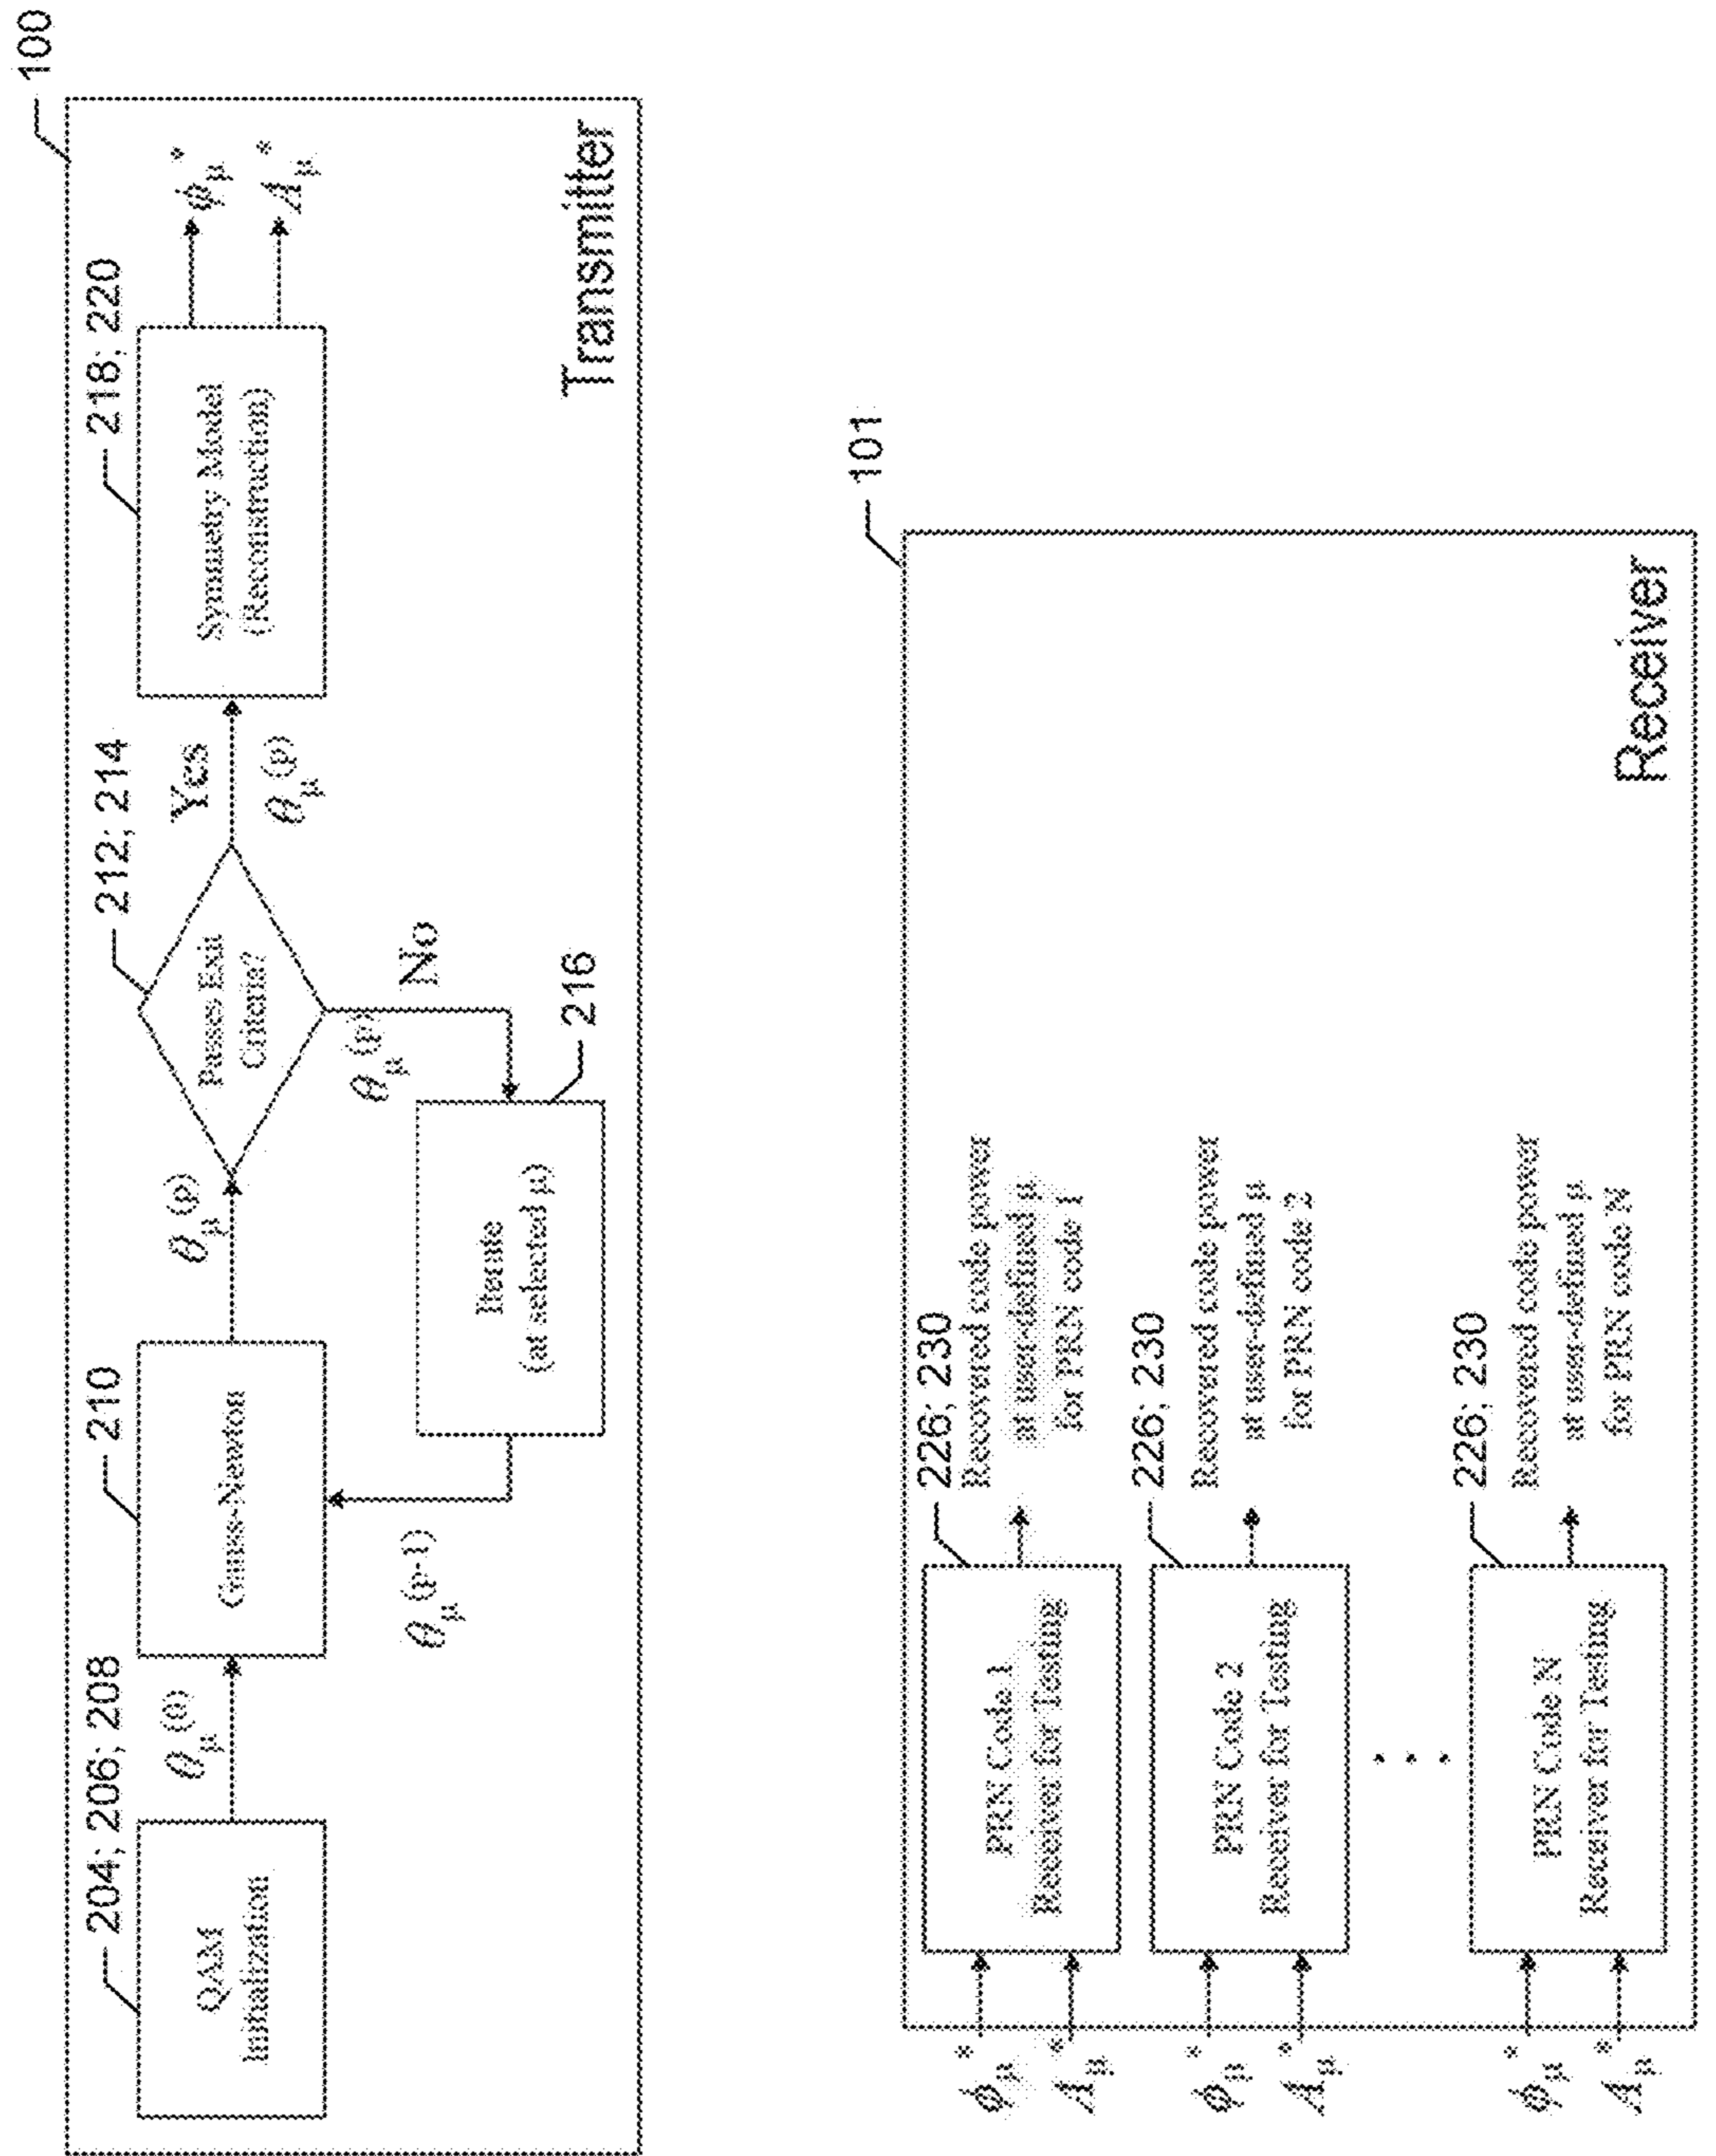 100
204; 206; 208
QAM
Initialization
θμ(0)
210
Gauss-Newton
θμ(p)
212; 214
Passes Exit
Criteria?
Yes
θμ(p)
No
θμ(p)
216
Iterate
(at selected μ)
θμ(p-1)
218; 220
Symmetry Model
(Reconstruction)
ϕμ*
Aμ*
Transmitter
101
ϕμ*
Aμ*
PRN Code 1
Receiver for Testing
226; 230
Recovered code power
at user-defined μ
for PRN code 1
ϕμ*
Aμ*
PRN Code 2
Receiver for Testing
226; 230
Recovered code power
at user-defined μ
for PRN code 2
. . .
ϕμ*
Aμ*
PRN Code N
Receiver for Testing
226; 230
Recovered code power
at user-defined μ
for PRN code N
Receiver